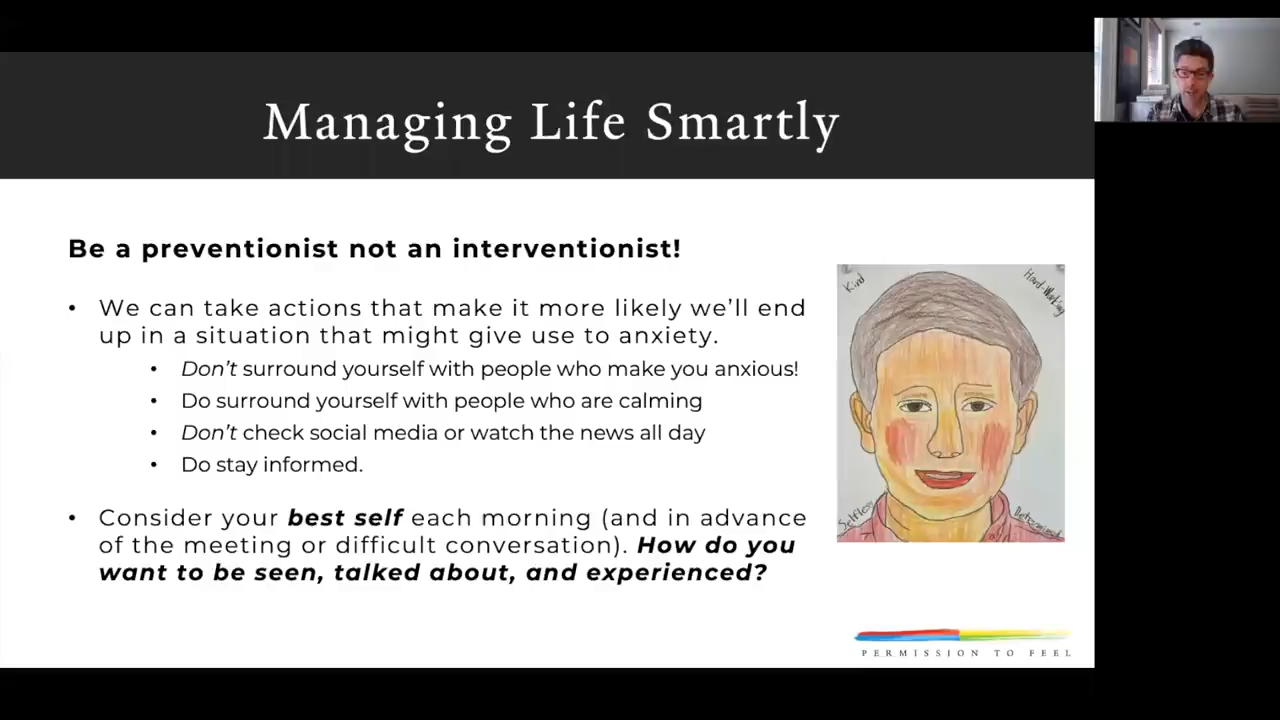 Managing Life Smartly
Be a preventionist not an interventionist!
• We can take actions that make it more likely we'll end
up in a situation that might give use to anxiety.
• Don't surround yourself with people who make you anxious!
• Do surround yourself with people who are calming
• Don't check social media or watch the news all day
• Do stay informed.
• Consider your best self each morning (and in advance
of the meeting or difficult conversation). How do you
want to be seen, talked about, and experienced?
Kind
Hard-Working
Selfless
Determined
PERMISSION TO FEEL